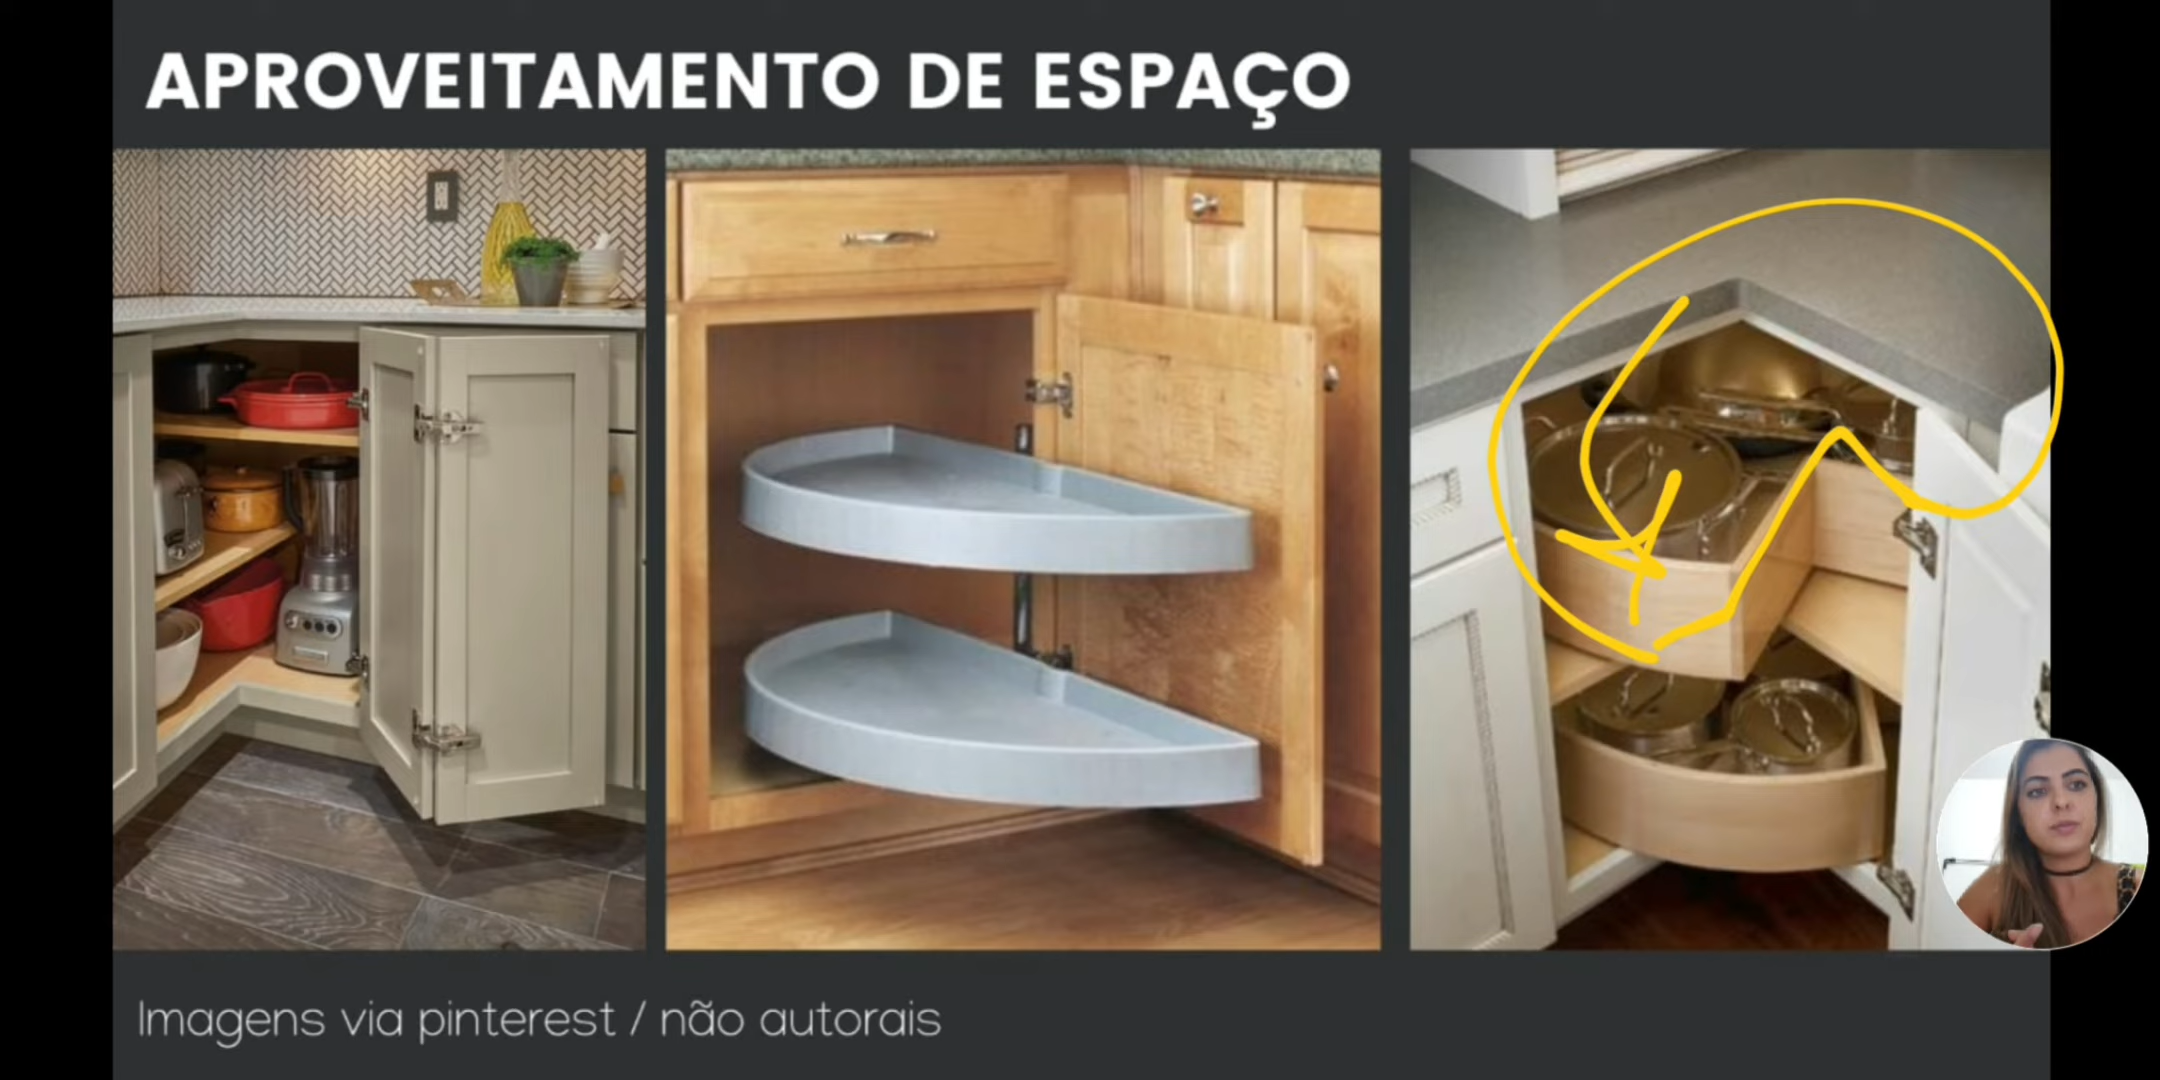 APROVEITAMENTO DE ESPAÇO
Imagens via pinterest / não autorais